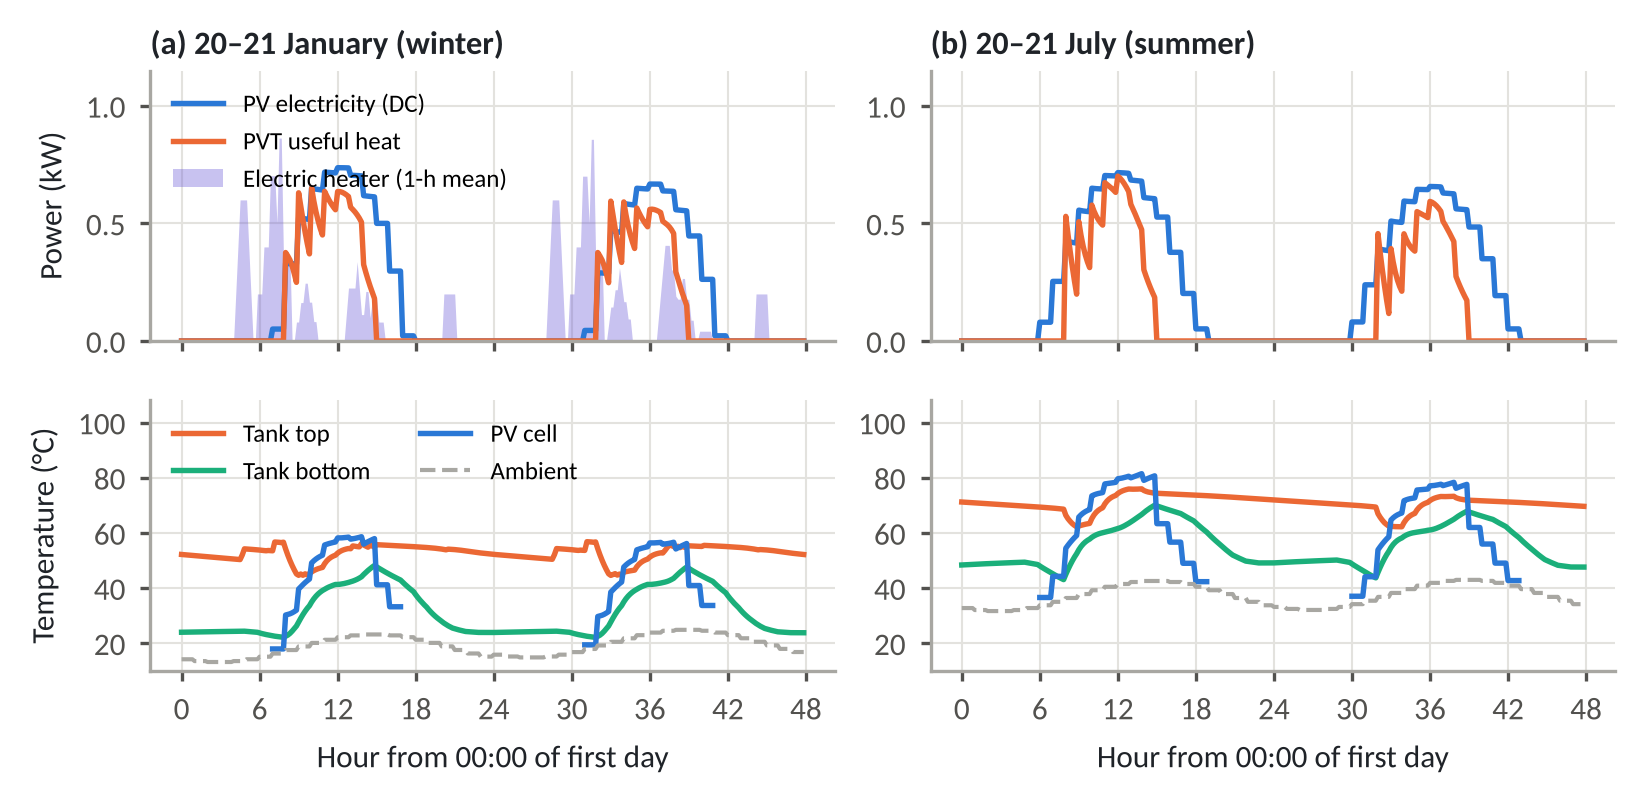 (a) 20–21 January (winter)
(b) 20–21 July (summer)
Power (kW)
1.0
0.5
0.0
PV electricity (DC)
PVT useful heat
Electric heater (1-h mean)
1.0
0.5
0.0
Temperature (°C)
100
80
60
40
20
Tank top
PV cell
Tank bottom
Ambient
100
80
60
40
20
0 6 12 18 24 30 36 42 48
0 6 12 18 24 30 36 42 48
Hour from 00:00 of first day
Hour from 00:00 of first day